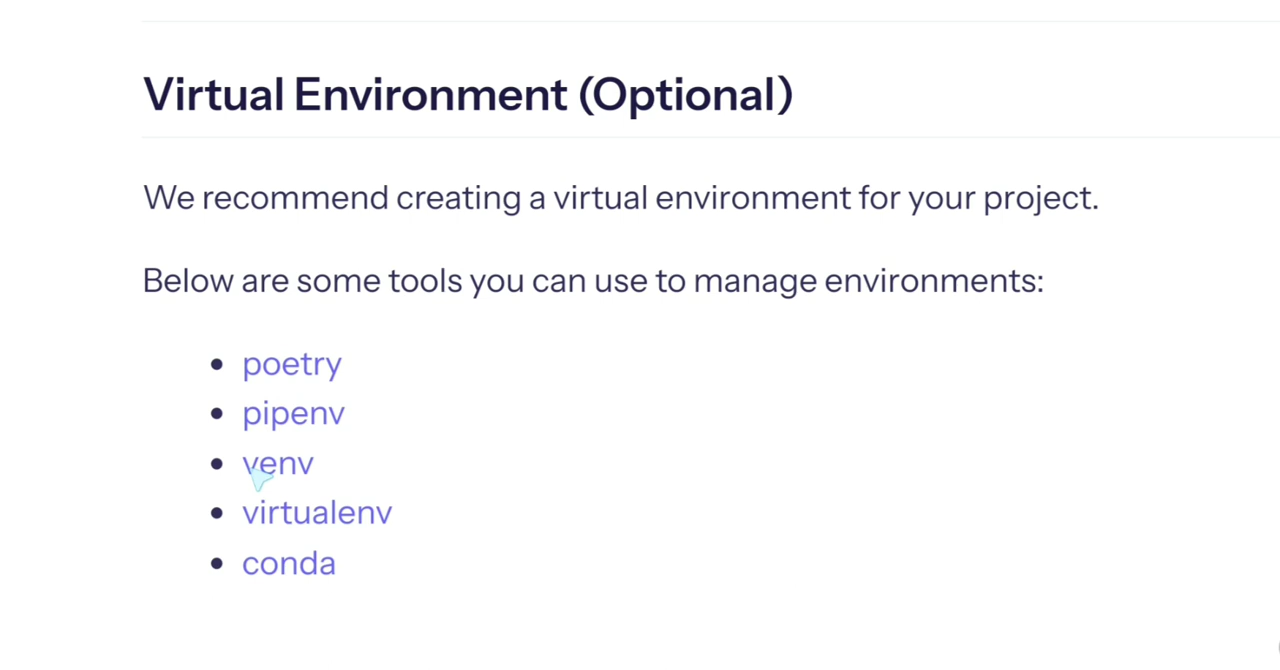 Virtual Environment (Optional)
We recommend creating a virtual environment for your project.
Below are some tools you can use to manage environments:
poetry
pipenv
venv
virtualenv
conda